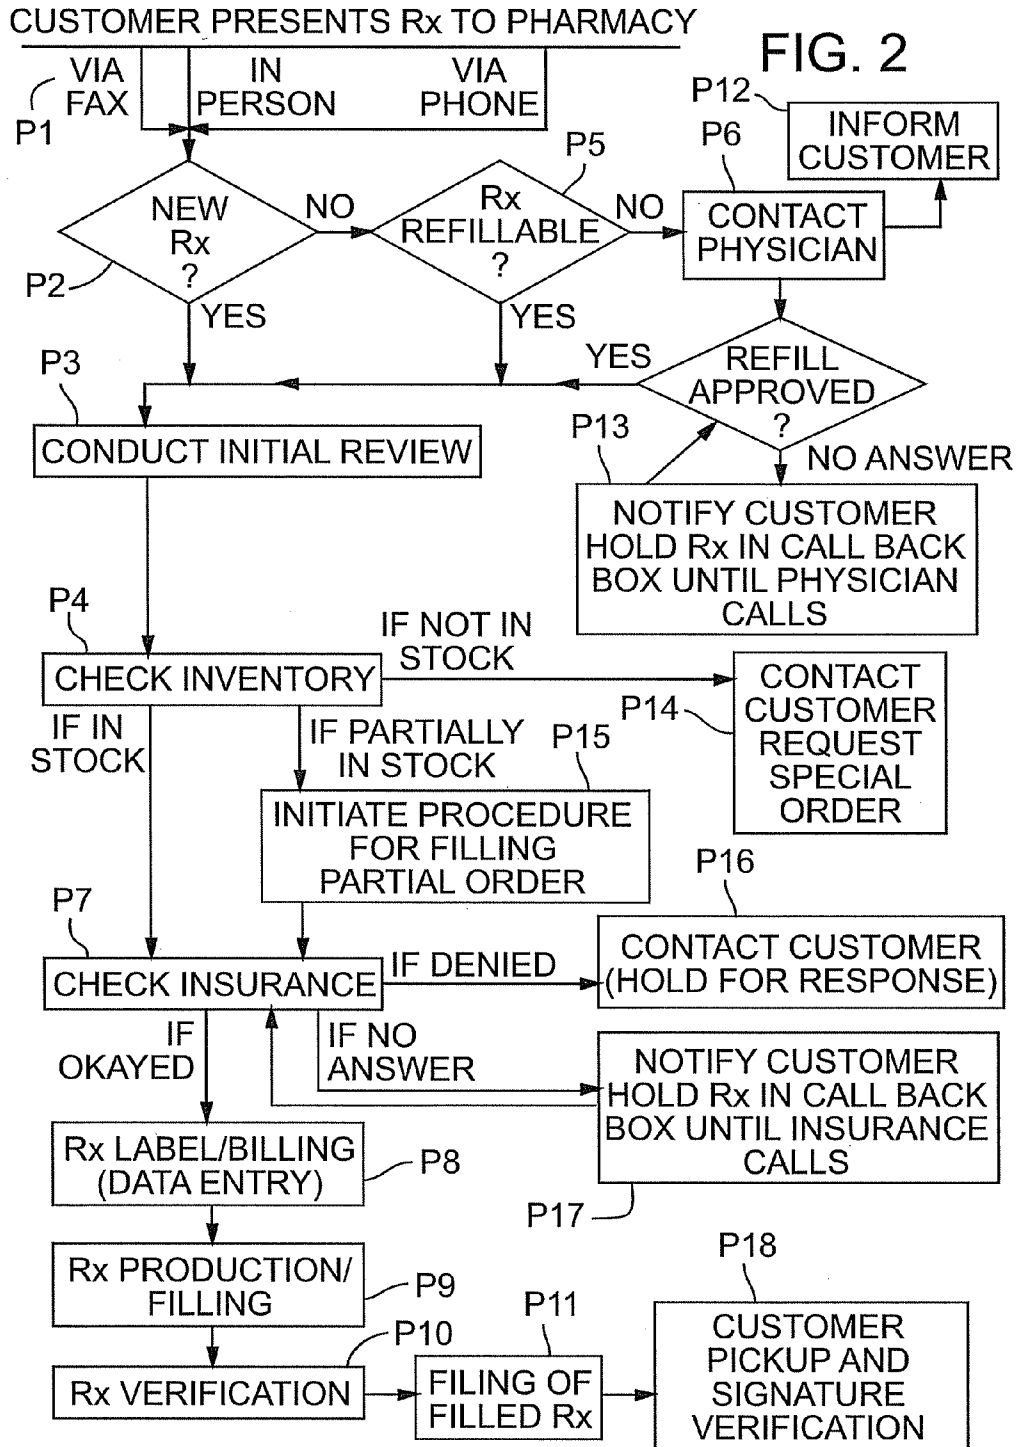 CUSTOMER PRESENTS Rx TO PHARMACY
FIG. 2
VIA
FAX
IN
PERSON
VIA
PHONE
P1
P12
INFORM
CUSTOMER
P5
P6
NEW
Rx
?
NO
Rx
REFILLABLE
?
NO
CONTACT
PHYSICIAN
P2
YES
YES
YES
REFILL
APPROVED
?
P3
CONDUCT INITIAL REVIEW
P13
NO ANSWER
NOTIFY CUSTOMER
HOLD Rx IN CALL BACK
BOX UNTIL PHYSICIAN
CALLS
P4
CHECK INVENTORY
IF NOT IN
STOCK
P14
CONTACT
CUSTOMER
REQUEST
SPECIAL
ORDER
IF IN
STOCK
IF PARTIALLY
IN STOCK
P15
INITIATE PROCEDURE
FOR FILLING
PARTIAL ORDER
P7
CHECK INSURANCE
IF DENIED
P16
CONTACT CUSTOMER
(HOLD FOR RESPONSE)
IF
OKAYED
IF NO
ANSWER
NOTIFY CUSTOMER
HOLD Rx IN CALL BACK
BOX UNTIL INSURANCE
CALLS
P17
Rx LABEL/BILLING
(DATA ENTRY)
P8
Rx PRODUCTION/
FILLING
P9
P10
Rx VERIFICATION
P11
FILING OF
FILLED Rx
P18
CUSTOMER
PICKUP AND
SIGNATURE
VERIFICATION